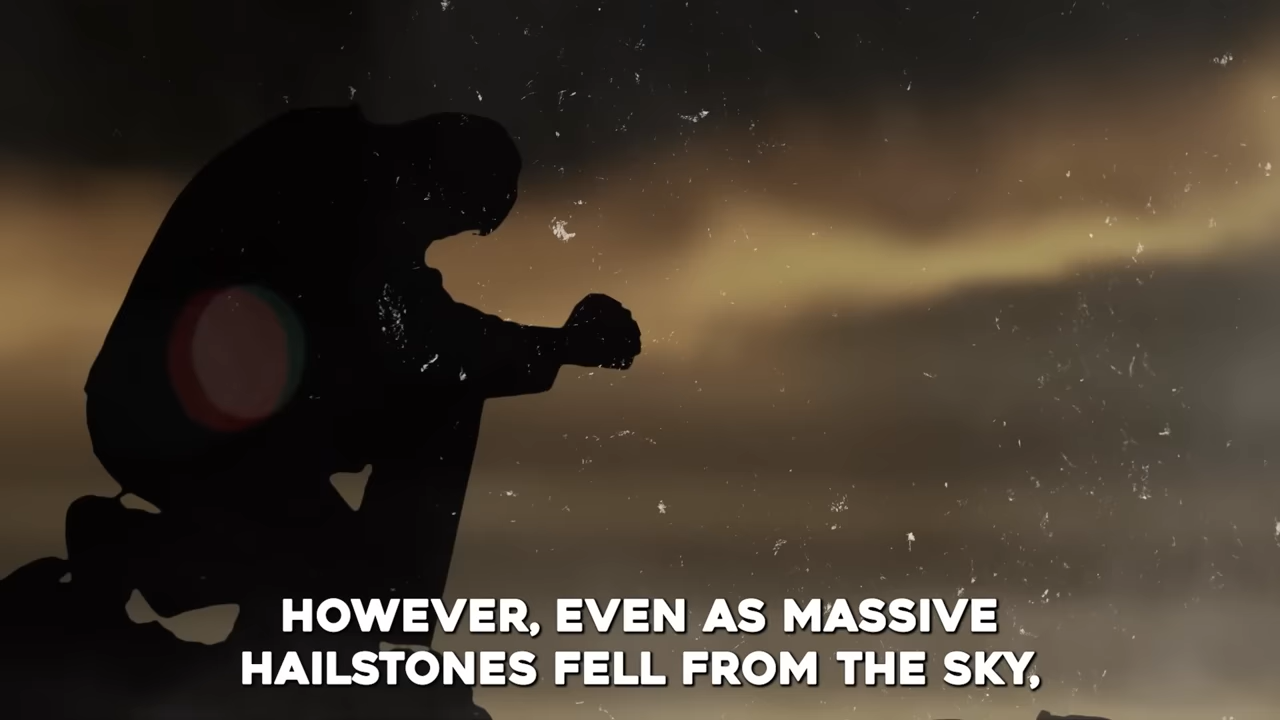 HOWEVER, EVEN AS MASSIVE
HAILSTONES FELL FROM THE SKY,